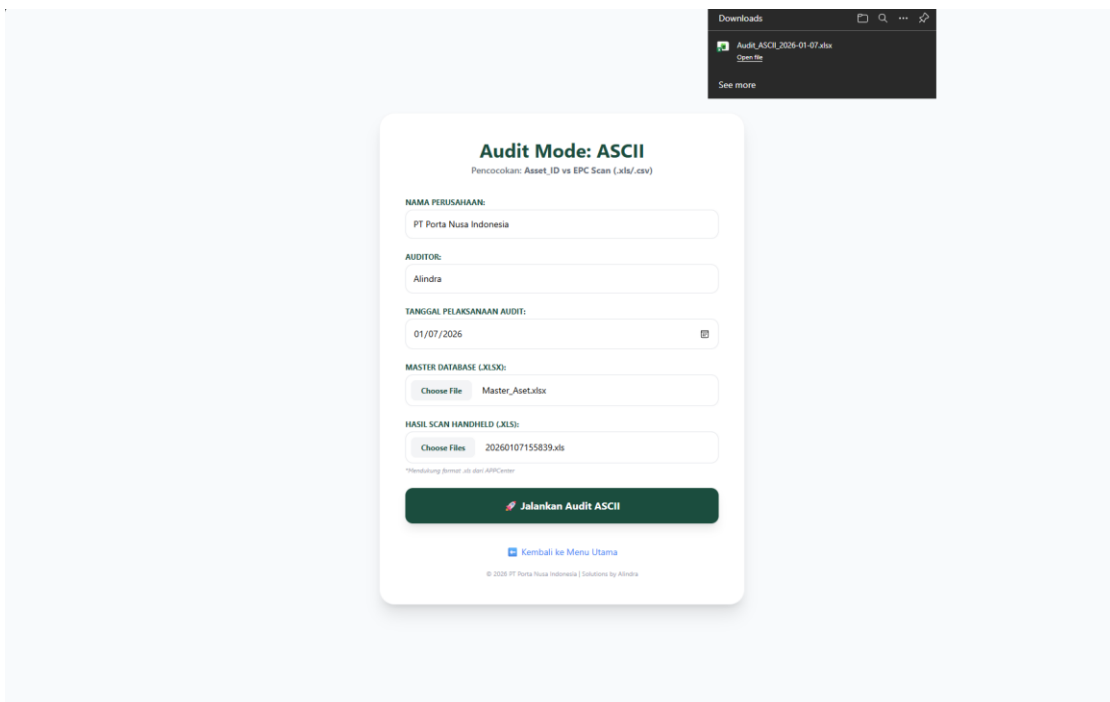 Downloads
Audit_ASCII_2026-01-07.xlsx
Open file
See more
Audit Mode: ASCII
Pencocokan: Asset_ID vs EPC Scan (.xls/.csv)
NAMA PERUSAHAAN:
PT Porta Nusa Indonesia
AUDITOR:
Alindra
TANGGAL PELAKSANAAN AUDIT:
01/07/2026
MASTER DATABASE (.XLSX):
Choose File Master_Aset.xlsx
HASIL SCAN HANDHELD (.XLS):
Choose Files 20260107155839.xls
*Mendukung format .xls dari APPCenter
🚀 Jalankan Audit ASCII
⬅️ Kembali ke Menu Utama
© 2026 PT Porta Nusa Indonesia | Solutions by Alindra